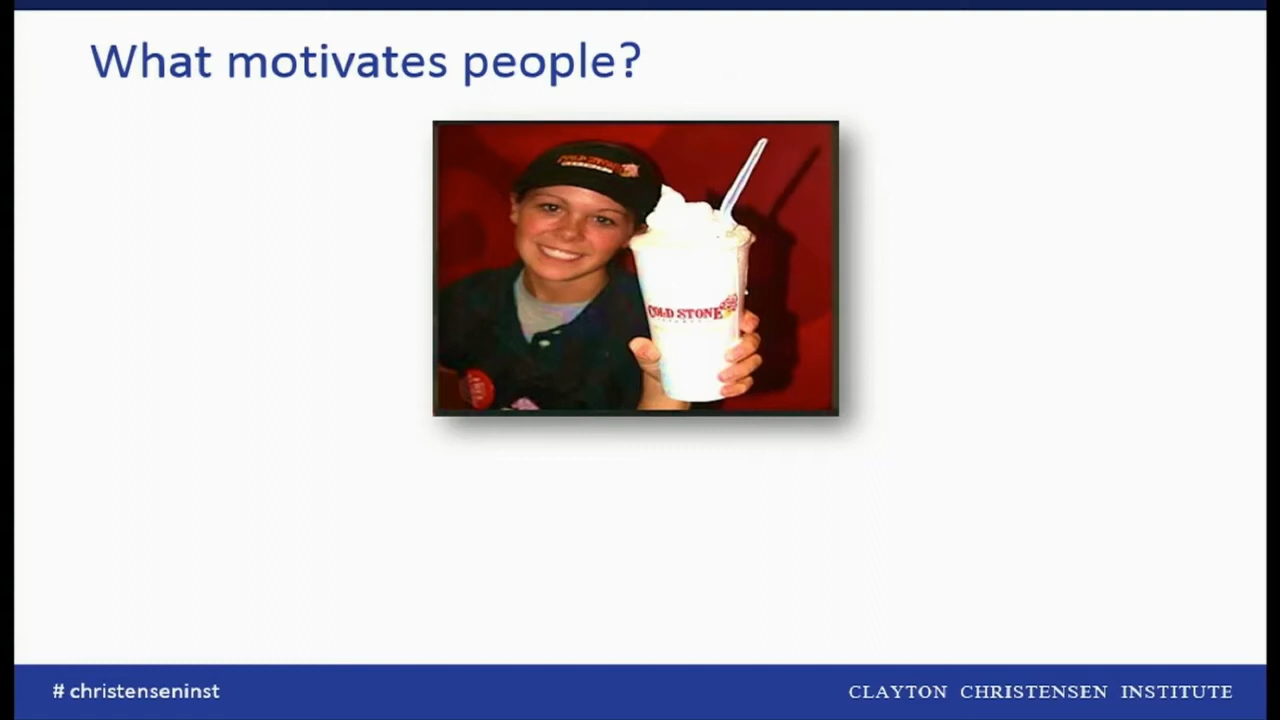 What motivates people?
COLD STONE
COLD STONE
# christenseninst
CLAYTON CHRISTENSEN INSTITUTE